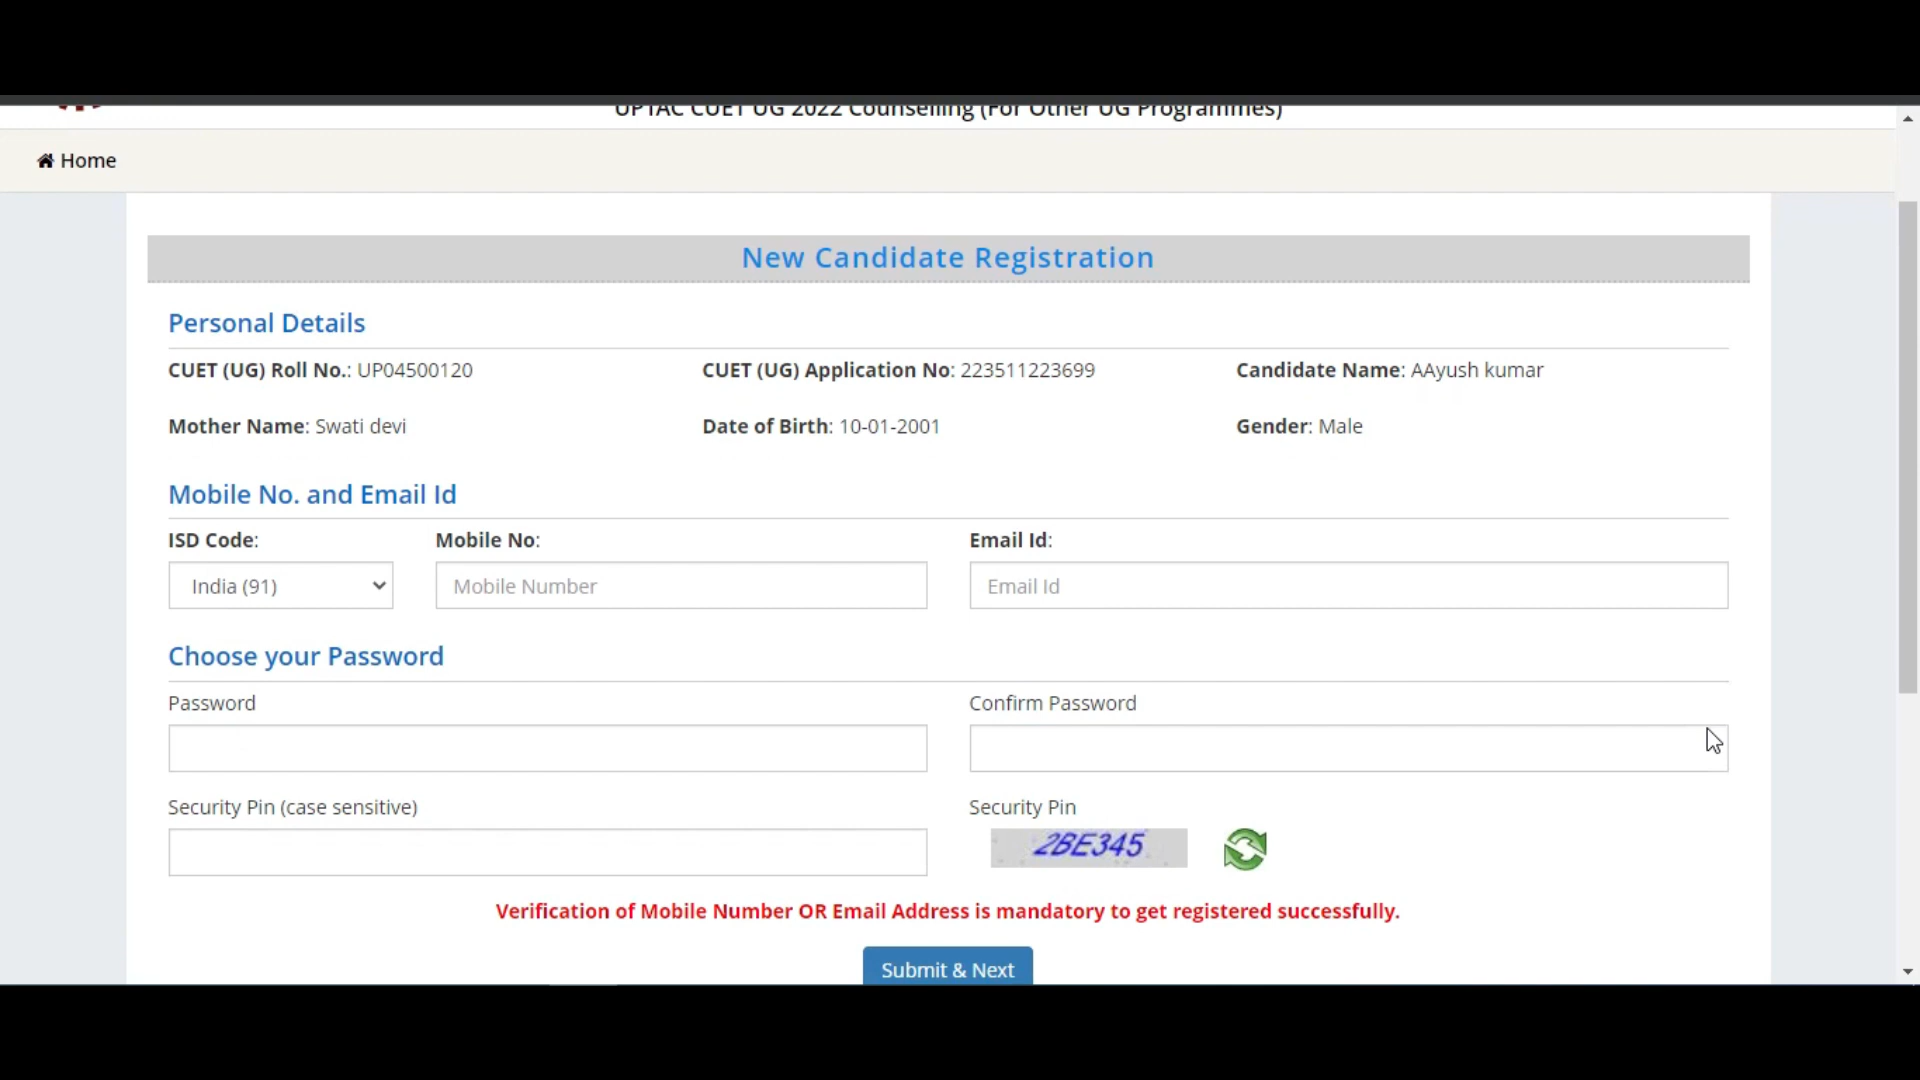 UPTAC CUET UG 2022 Counselling (For Other UG Programmes)
Home
New Candidate Registration
Personal Details
CUET (UG) Roll No.: UP04500120 CUET (UG) Application No: 223511223699 Candidate Name: AAyush kumar
Mother Name: Swati devi Date of Birth: 10-01-2001 Gender: Male
Mobile No. and Email Id
ISD Code: Mobile No: Email Id:
India (91) Mobile Number Email Id
Choose your Password
Password Confirm Password
Security Pin (case sensitive) Security Pin
2BE345
Verification of Mobile Number OR Email Address is mandatory to get registered successfully.
Submit & Next